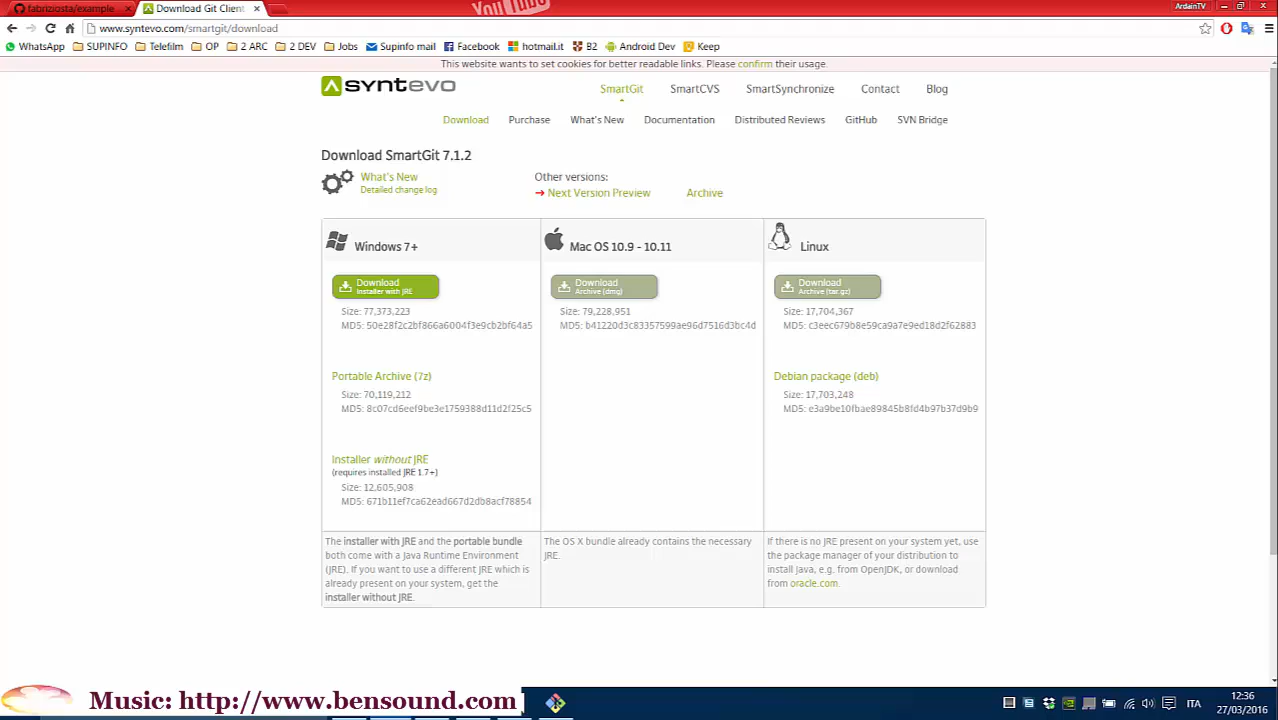 fabriziosta/example
Download Git Client
You Tube
ArdainTV
www.syntevo.com/smartgit/download
WhatsApp SUPINFO Telefilm OP 2 ARC 2 DEV Jobs Supinfo mail Facebook hotmail.it B2 Android Dev Keep
This website wants to set cookies for better readable links. Please confirm their usage.
syntevo
SmartGit SmartCVS SmartSynchronize Contact Blog
Download Purchase What's New Documentation Distributed Reviews GitHub SVN Bridge
Download SmartGit 7.1.2
What's New
Detailed change log
Other versions:
Next Version Preview Archive
Windows 7+
Download
Installer with JRE
Size: 77,373,223
MD5: 50e28f2c2bf866a6004f3e9cb2bf64a5
Portable Archive (7z)
Size: 70,119,212
MD5: 8c07cd6eef9be3e1759388d11d2f25c5
Installer without JRE
(requires installed JRE 1.7+)
Size: 12,605,908
MD5: 671b11ef7ca62ead667d2db8acf78854
The installer with JRE and the portable bundle
both come with a Java Runtime Environment
(JRE). If you want to use a different JRE which is
already present on your system, get the
installer without JRE.
Mac OS 10.9 - 10.11
Download
Archive (dmg)
Size: 79,228,951
MD5: b41220d3c83357599ae96d7516d3bc4d
The OS X bundle already contains the necessary
JRE.
Linux
Download
Archive (tar.gz)
Size: 17,704,367
MD5: c3eec679b8e59ca9a7e9ed18d2f62883
Debian package (deb)
Size: 17,703,248
MD5: e3a9be10fbae89845b8fd4b97b37d9b9
If there is no JRE present on your system yet, use
the package manager of your distribution to
install Java, e.g. from OpenJDK, or download
from oracle.com.
Music: http://www.bensound.com
ITA
12:36
27/03/2016